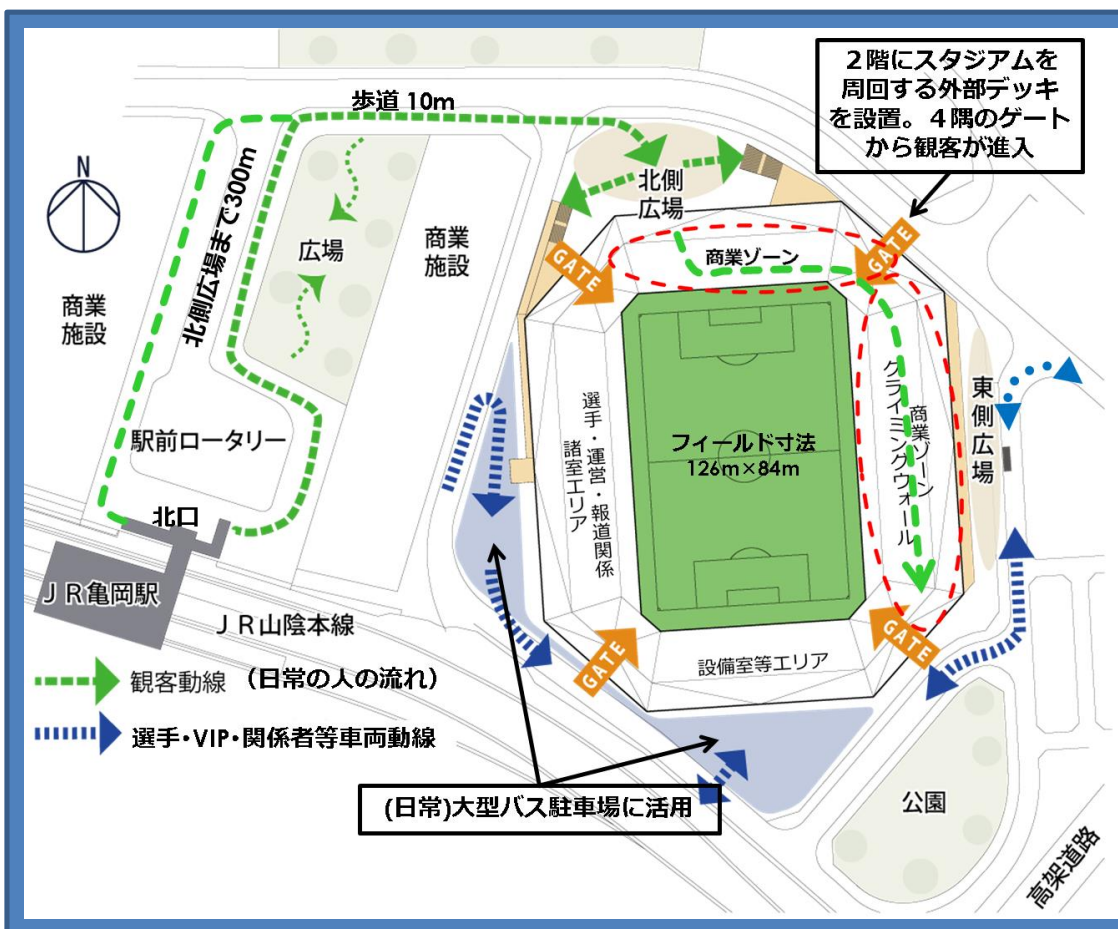 ２階にスタジアムを
周回する外部デッキ
を設置。４隅のゲート
から観客が進入
歩道 10m
N
北側広場まで300m
広場
商業
施設
商業
施設
北側
広場
GATE
GATE
商業ゾーン
選手・運営・報道関係
諸室エリア
フィールド寸法
126m×84m
商業ゾーン
クライミングウォール
東側広場
駅前ロータリー
北口
ＪＲ亀岡駅
ＪＲ山陰本線
GATE
GATE
設備室等エリア
観客動線 （日常の人の流れ）
選手・VIP・関係者等車両動線
(日常)大型バス駐車場に活用
公園
高架道路